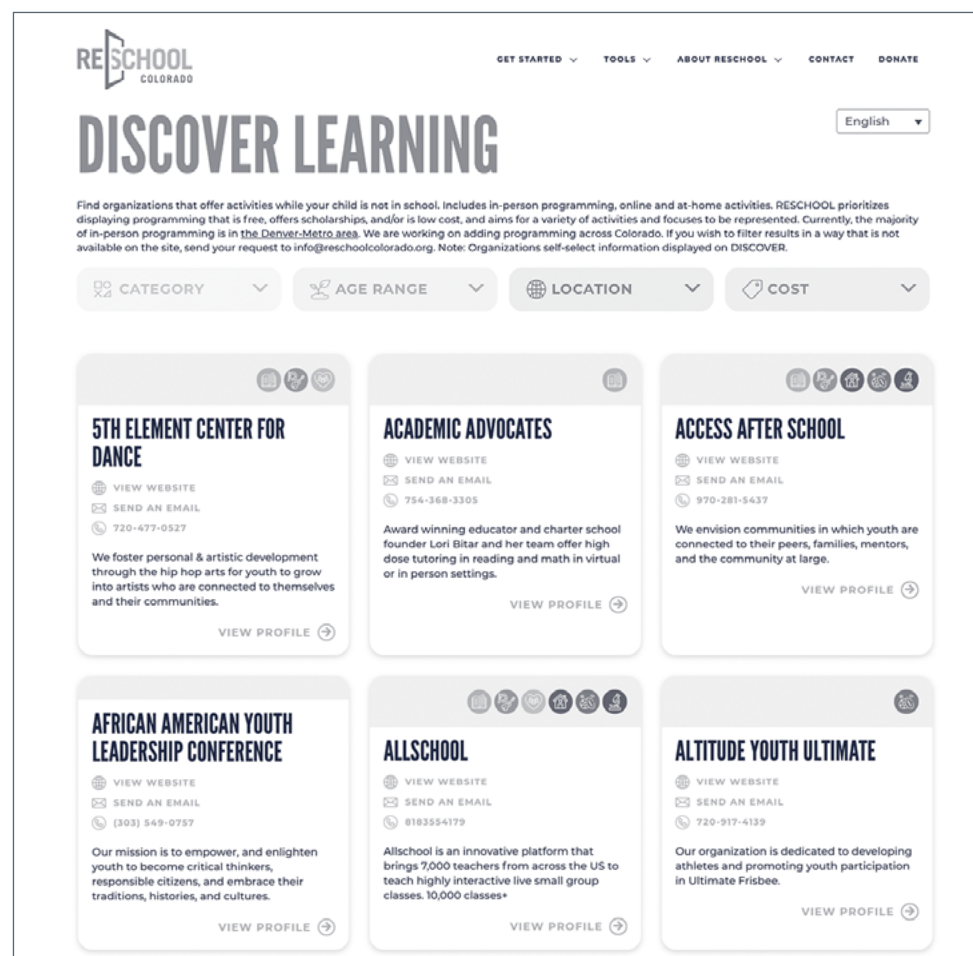 RESCHOOL
COLORADO
GET STARTED
TOOLS
ABOUT RESCHOOL
CONTACT
DONATE
DISCOVER LEARNING
English
Find organizations that offer activities while your child is not in school. Includes in-person programming, online and at-home activities. RESCHOOL prioritizes
displaying programming that is free, offers scholarships, and/or is low cost, and aims for a variety of activities and focuses to be represented. Currently, the majority
of in-person programming is in the Denver-Metro area. We are working on adding programming across Colorado. If you wish to filter results in a way that is not
available on the site, send your request to info@reschoolcolorado.org. Note: Organizations self-select information displayed on DISCOVER.
CATEGORY
AGE RANGE
LOCATION
COST
5TH ELEMENT CENTER FOR
DANCE
VIEW WEBSITE
SEND AN EMAIL
720-477-0527
We foster personal & artistic development
through the hip hop arts for youth to grow
into artists who are connected to themselves
and their communities.
VIEW PROFILE
ACADEMIC ADVOCATES
VIEW WEBSITE
SEND AN EMAIL
754-368-3305
Award winning educator and charter school
founder Lori Bitar and her team offer high
dose tutoring in reading and math in virtual
or in person settings.
VIEW PROFILE
ACCESS AFTER SCHOOL
VIEW WEBSITE
SEND AN EMAIL
970-281-5437
We envision communities in which youth are
connected to their peers, families, mentors,
and the community at large.
VIEW PROFILE
AFRICAN AMERICAN YOUTH
LEADERSHIP CONFERENCE
VIEW WEBSITE
SEND AN EMAIL
(303) 549-0757
Our mission is to empower, and enlighten
youth to become critical thinkers,
responsible citizens, and embrace their
traditions, histories, and cultures.
VIEW PROFILE
ALLSCHOOL
VIEW WEBSITE
SEND AN EMAIL
8183554179
Allschool is an innovative platform that
brings 7,000 teachers from across the US to
teach highly interactive live small group
classes. 10,000 classes+
VIEW PROFILE
ALTITUDE YOUTH ULTIMATE
VIEW WEBSITE
SEND AN EMAIL
720-917-4139
Our organization is dedicated to developing
athletes and promoting youth participation
in Ultimate Frisbee.
VIEW PROFILE